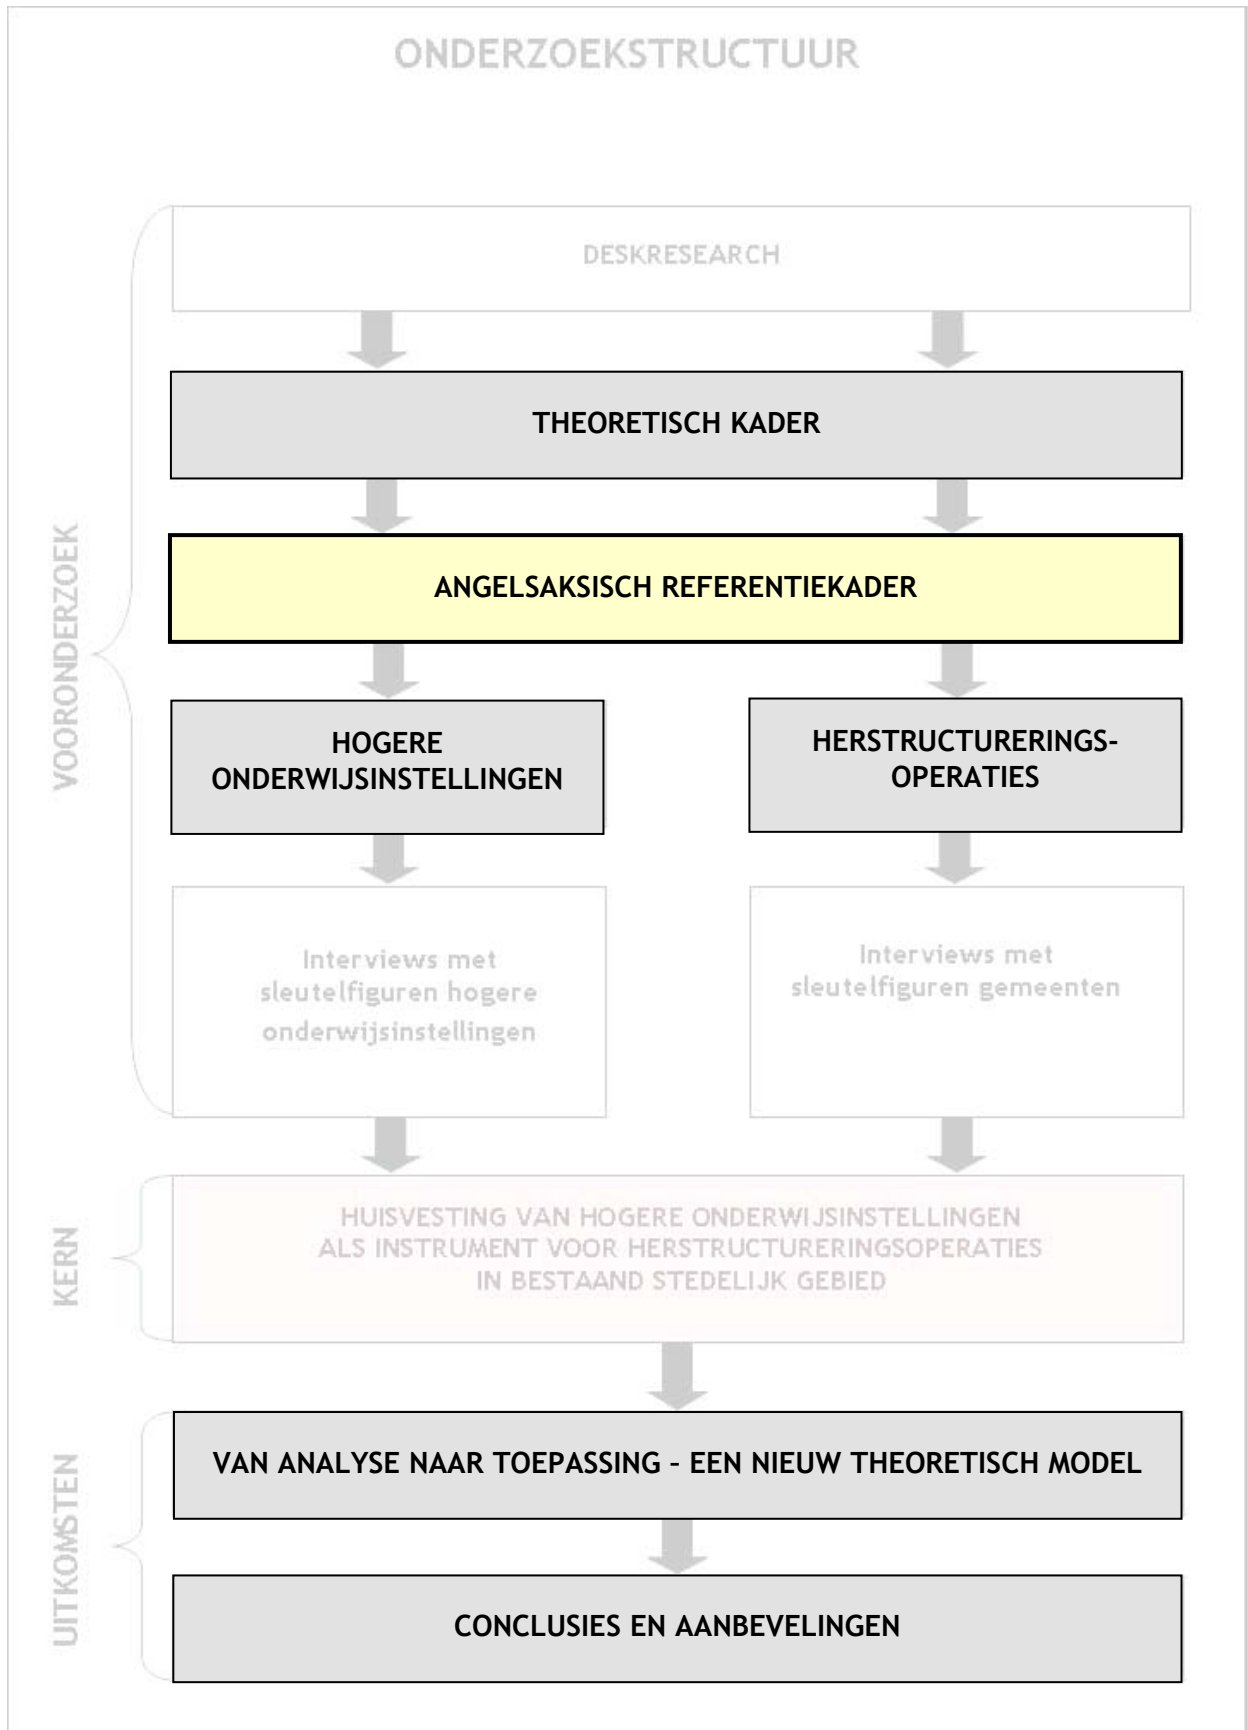 ONDERZOEKSTRUCTUUR
DESKRESEARCH
THEORETISCH KADER
ANGELSAKSISCH REFERENTIEKADER
VOORONDERZOEK
HOGERE
ONDERWIJSINSTELLINGEN
HERSTRUCTURERINGS-
OPERATIES
Interviews met
sleutelfiguren hogere
onderwijsinstellingen
Interviews met
sleutelfiguren gemeenten
KERN
HUISVESTING VAN HOGERE ONDERWIJSINSTELLINGEN
ALS INSTRUMENT VOOR HERSTRUCTURERINGSOPERATIES
IN BESTAAND STEDELIJK GEBIED
UITKOMSTEN
VAN ANALYSE NAAR TOEPASSING – EEN NIEUW THEORETISCH MODEL
CONCLUSIES EN AANBEVELINGEN